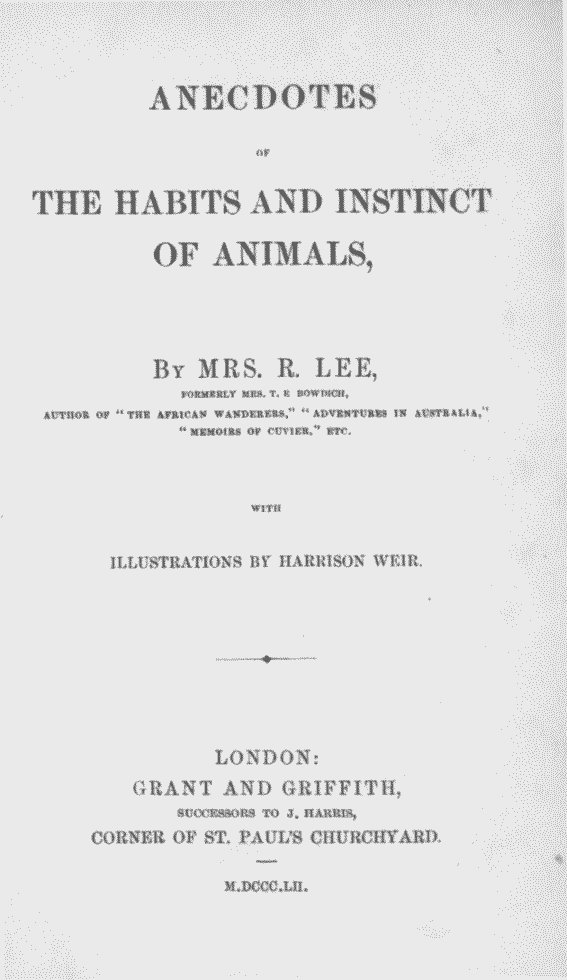 ANECDOTES
OF
THE HABITS AND INSTINCT
OF ANIMALS,
BY MRS. R. LEE,
FORMERLY MRS. T. E BOWDICH,
AUTHOR OF “THE AFRICAN WANDERERS,” “ADVENTURES IN AUSTRALIA,”
“MEMOIRS OF CUVIER,” ETC.
WITH
ILLUSTRATIONS BY HARRISON WEIR.
LONDON:
GRANT AND GRIFFITH,
SUCCESSORS TO J. HARRIS,
CORNER OF ST. PAUL'S CHURCHYARD.
M.DCCC.LII.